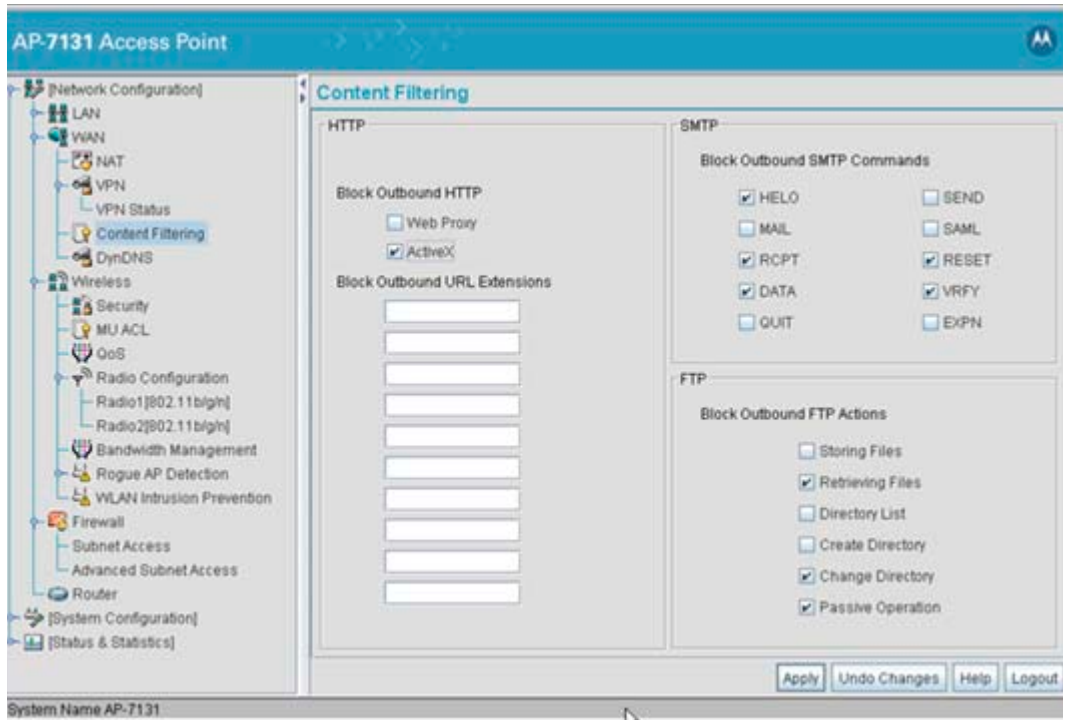 AP-7131 Access Point
[Network Configuration]
LAN
WAN
NAT
VPN
VPN Status
Content Filtering
DynDNS
Wireless
Security
MU ACL
QoS
Radio Configuration
Radio1[802.11b/g/n]
Radio2[802.11b/g/n]
Bandwidth Management
Rogue AP Detection
WLAN Intrusion Prevention
Firewall
Subnet Access
Advanced Subnet Access
Router
[System Configuration]
[Status & Statistics]
Content Filtering
HTTP
Block Outbound HTTP
Web Proxy
ActiveX
Block Outbound URL Extensions
SMTP
Block Outbound SMTP Commands
HELO
SEND
MAIL
SAML
RCPT
RESET
DATA
VRFY
QUIT
EXPN
FTP
Block Outbound FTP Actions
Storing Files
Retrieving Files
Directory List
Create Directory
Change Directory
Passive Operation
Apply
Undo Changes
Help
Logout
System Name AP-7131